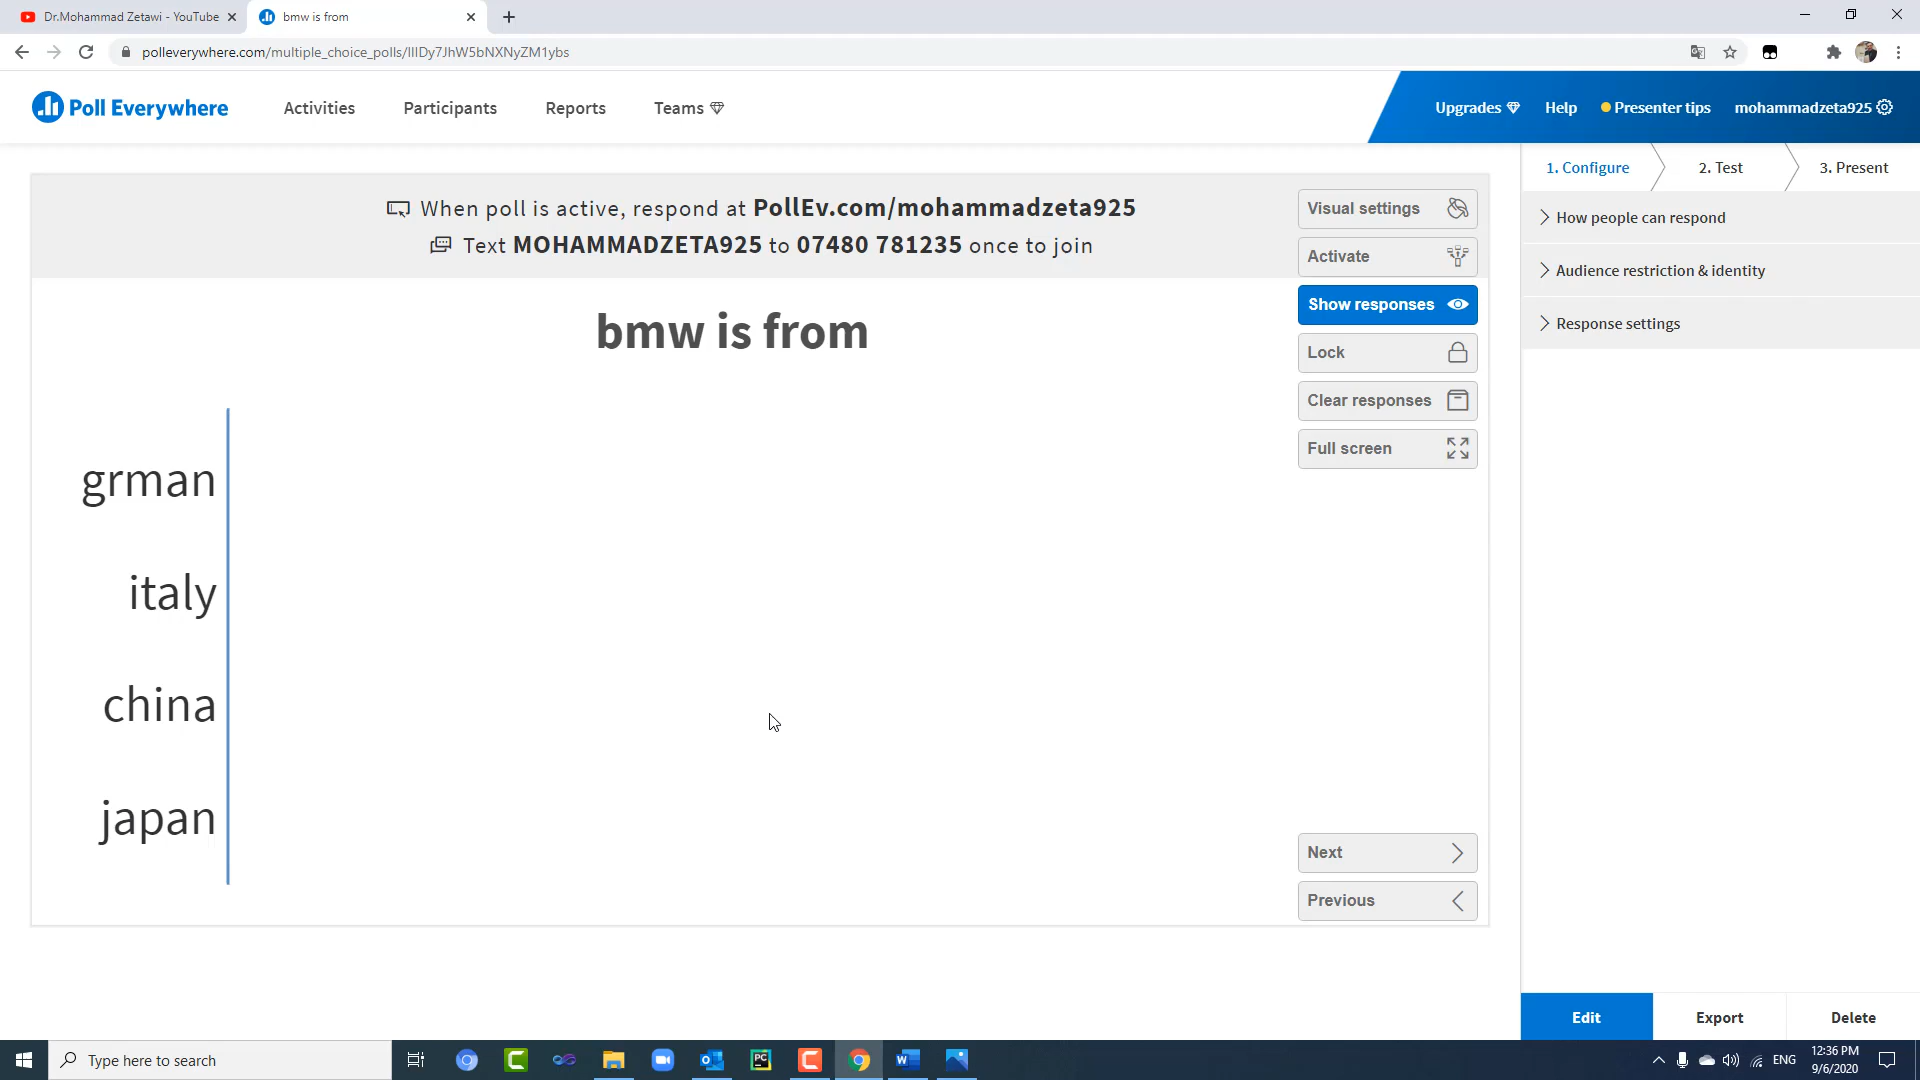 Dr.Mohammad Zetawi - YouTube
bmw is from
polleverywhere.com/multiple_choice_polls/IlIDy7JhW5bNXNyZM1ybs
Poll Everywhere
Activities
Participants
Reports
Teams
Upgrades
Help
Presenter tips
mohammadzeta925
1. Configure
2. Test
3. Present
When poll is active, respond at PollEv.com/mohammadzeta925
Text MOHAMMADZETA925 to 07480 781235 once to join
Visual settings
Activate
Show responses
Lock
Clear responses
Full screen
How people can respond
Audience restriction & identity
Response settings
bmw is from
grman
italy
china
japan
Next
Previous
Edit
Export
Delete
Type here to search
ENG
12:36 PM
9/6/2020